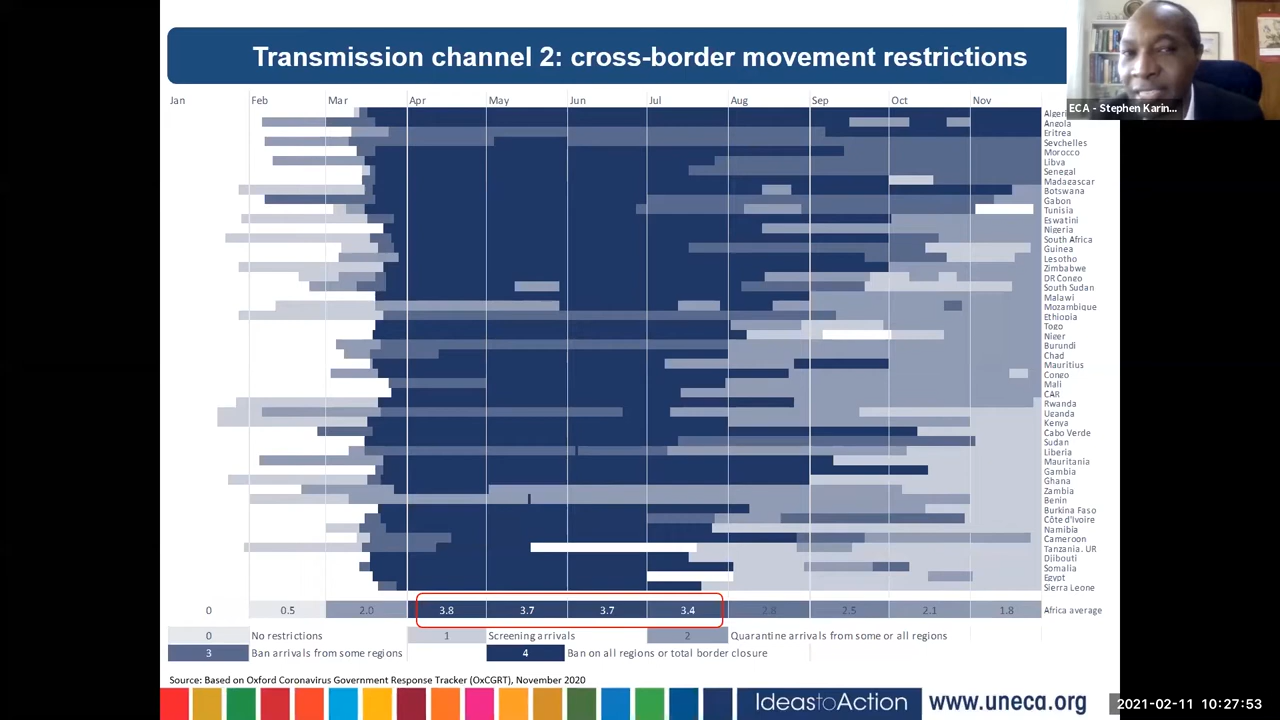 Transmission channel 2: cross-border movement restrictions
Jan Feb Mar Apr May Jun Jul Aug Sep Oct Nov
ECA - Stephen Karin...
Angola
Eritrea
Seychelles
Morocco
Libya
Senegal
Madagascar
Botswana
Gabon
Tunisia
Eswatini
Nigeria
South Africa
Guinea
Lesotho
Zimbabwe
DR Congo
South Sudan
Malawi
Mozambique
Ethiopia
Togo
Niger
Burundi
Chad
Mauritius
Congo
Mali
CAR
Rwanda
Uganda
Kenya
Cabo Verde
Sudan
Liberia
Mauritania
Gambia
Ghana
Zambia
Benin
Burkina Faso
Côte d'Ivoire
Namibia
Cameroon
Tanzania. UR
Djibouti
Somalia
Egypt
Sierra Leone
0 0.5 2.0 3.8 3.7 3.7 3.4 2.8 2.5 2.1 1.8 Africa average
0 No restrictions 1 Screening arrivals 2 Quarantine arrivals from some or all regions
3 Ban arrivals from some regions 4 Ban on all regions or total border closure
Source: Based on Oxford Coronavirus Government Response Tracker (OxCGRT), November 2020
IdeastoAction www.uneca.org
2021-02-11 10:27:53